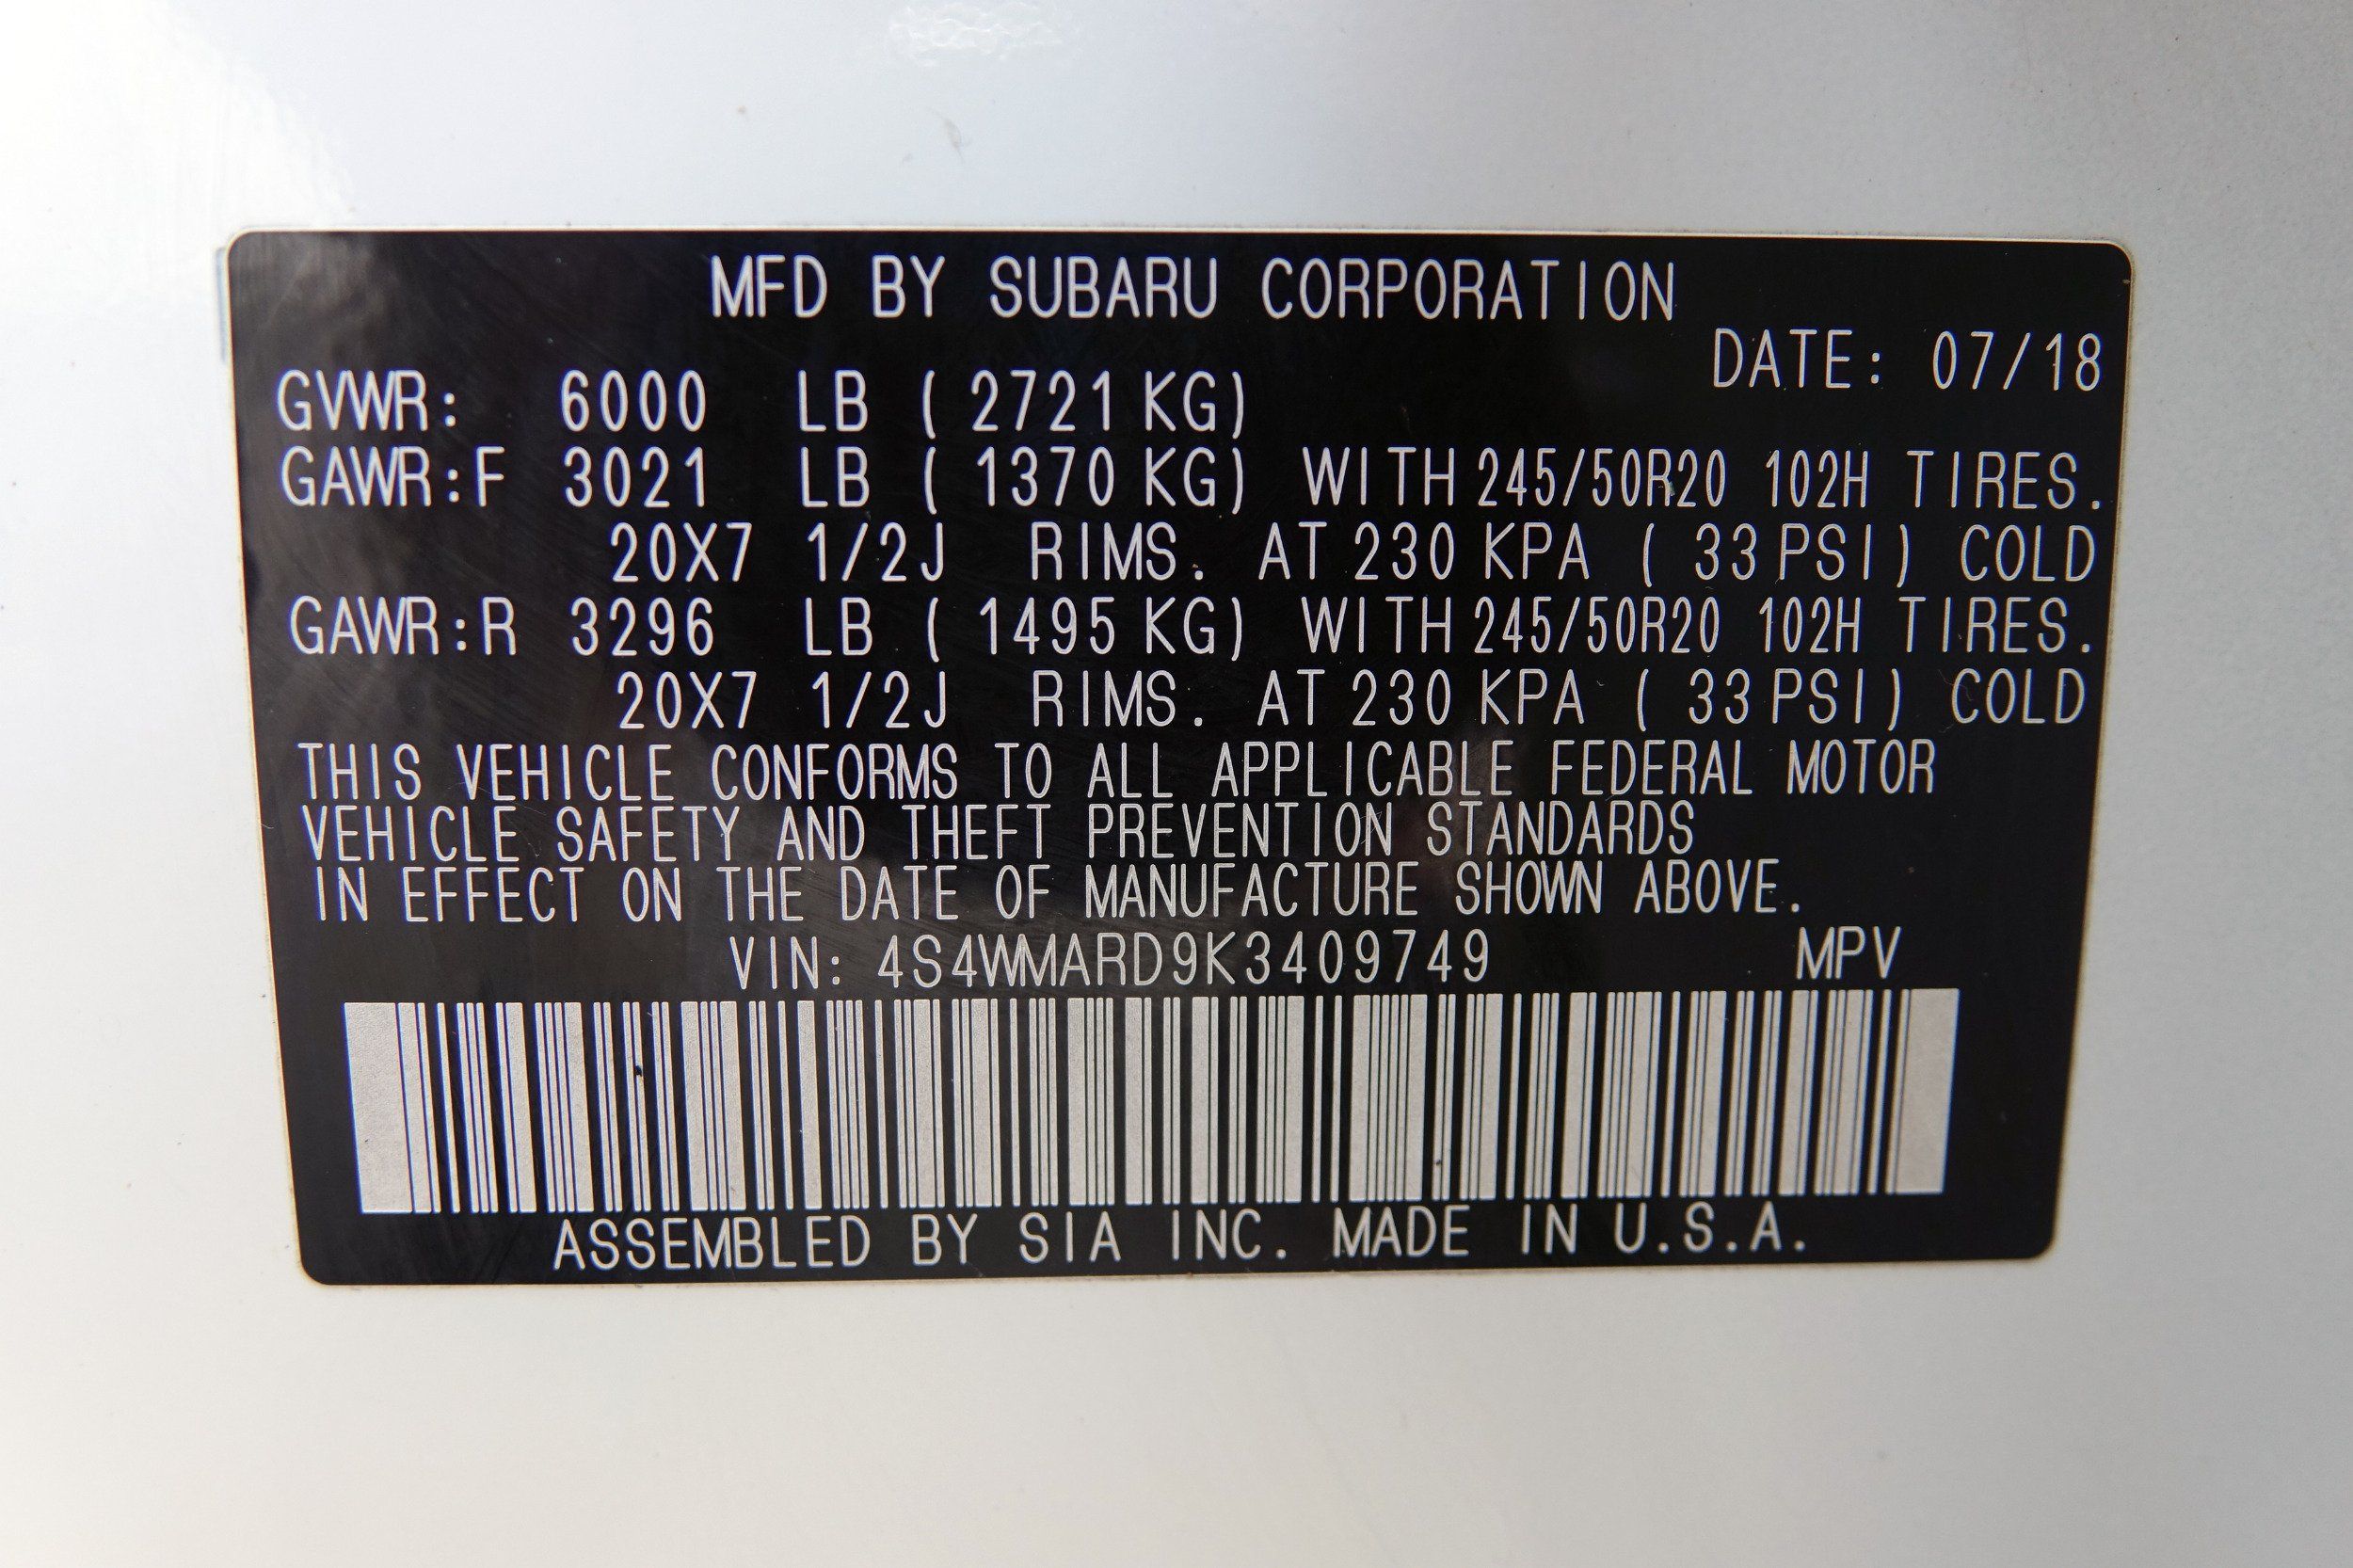 MFD BY SUBARU CORPORATION
DATE: 07/18
GVWR: 6000 LB ( 2721 KG)
GAWR:F 3021 LB ( 1370 KG) WITH 245/50R20 102H TIRES.
20X7 1/2J RIMS. AT 230 KPA ( 33 PSI) COLD
GAWR:R 3296 LB ( 1495 KG) WITH 245/50R20 102H TIRES.
20X7 1/2J RIMS. AT 230 KPA ( 33 PSI) COLD
THIS VEHICLE CONFORMS TO ALL APPLICABLE FEDERAL MOTOR
VEHICLE SAFETY AND THEFT PREVENTION STANDARDS
IN EFFECT ON THE DATE OF MANUFACTURE SHOWN ABOVE.
VIN: 4S4WMARD9K3409749 MPV
ASSEMBLED BY SIA INC. MADE IN U.S.A.